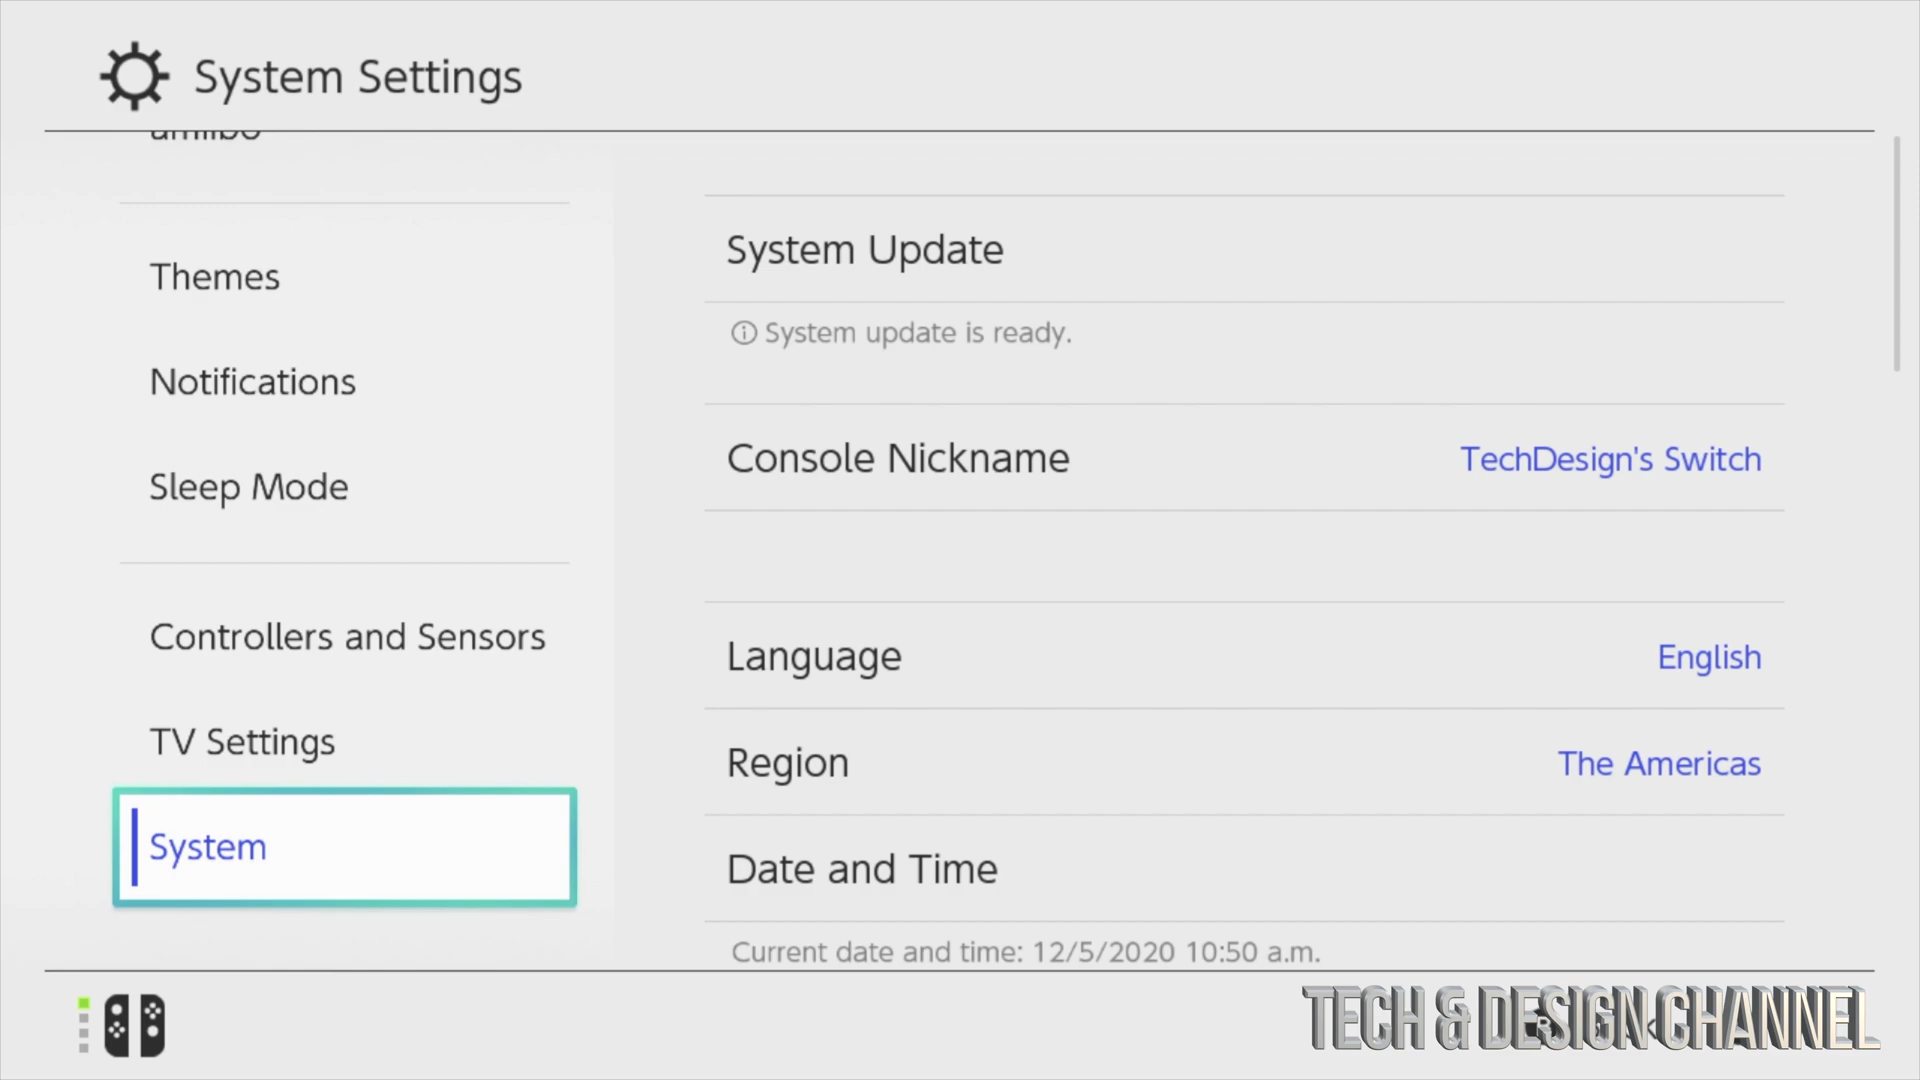 System Settings
amiibo
Themes
Notifications
Sleep Mode
Controllers and Sensors
TV Settings
System
System Update
System update is ready.
Console Nickname TechDesign's Switch
Language English
Region The Americas
Date and Time
Current date and time: 12/5/2020 10:50 a.m.
TECH & DESIGN CHANNEL